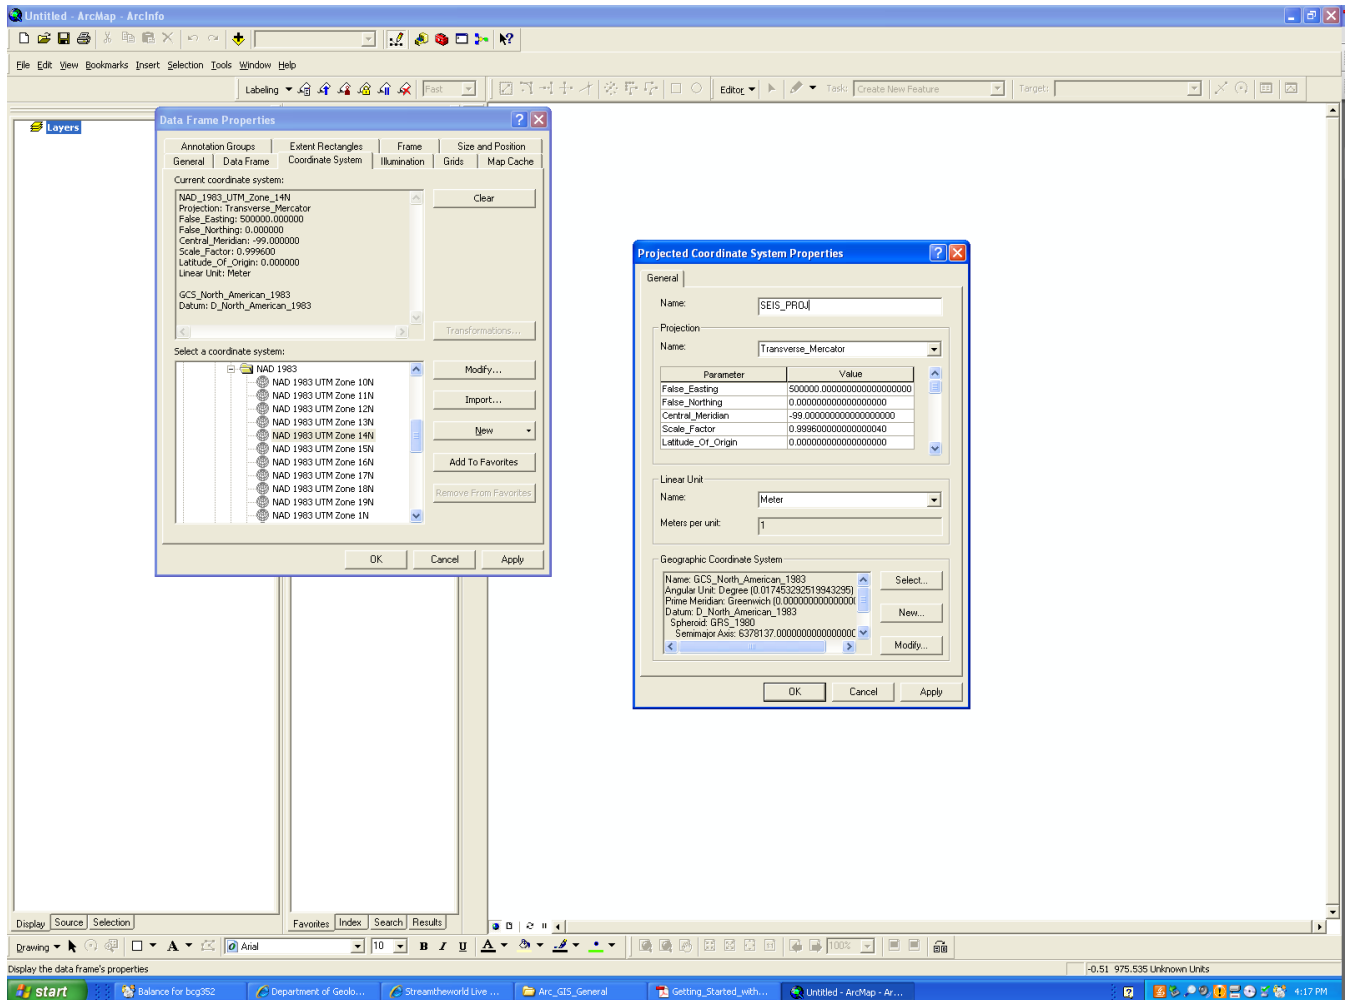 Untitled - ArcMap - ArcInfo
File Edit View Bookmarks Insert Selection Tools Window Help
Labeling Fast Editor Task: Create New Feature Target:
Layers
Data Frame Properties
Annotation Groups Extent Rectangles Frame Size and Position
General Data Frame Coordinate System Illumination Grids Map Cache
Current coordinate system:
NAD_1983_UTM_Zone_14N
Projection: Transverse_Mercator
False_Easting: 500000.000000
False_Northing: 0.000000
Central_Meridian: -99.000000
Scale_Factor: 0.999600
Latitude_Of_Origin: 0.000000
Linear Unit: Meter
GCS_North_American_1983
Datum: D_North_American_1983
Clear
Transformations...
Select a coordinate system:
NAD 1983
NAD 1983 UTM Zone 10N
NAD 1983 UTM Zone 11N
NAD 1983 UTM Zone 12N
NAD 1983 UTM Zone 13N
NAD 1983 UTM Zone 14N
NAD 1983 UTM Zone 15N
NAD 1983 UTM Zone 16N
NAD 1983 UTM Zone 17N
NAD 1983 UTM Zone 18N
NAD 1983 UTM Zone 19N
NAD 1983 UTM Zone 1N
Modify...
Import...
New
Add To Favorites
Remove From Favorites
OK Cancel Apply
Projected Coordinate System Properties
General
Name: SEIS_PROJ
Projection
Name: Transverse_Mercator
Parameter Value
False_Easting 500000.000000000000000000
False_Northing 0.000000000000000000
Central_Meridian -99.000000000000000000
Scale_Factor 0.999600000000000040
Latitude_Of_Origin 0.000000000000000000
Linear Unit
Name: Meter
Meters per unit: 1
Geographic Coordinate System
Name: GCS_North_American_1983
Angular Unit: Degree (0.017453292519943295)
Prime Meridian: Greenwich (0.000000000000000
Datum: D_North_American_1983
Spheroid: GRS_1980
Semimajor Axis: 6378137.0000000000000000
Select...
New...
Modify...
OK Cancel Apply
Display Source Selection
Favorites Index Search Results
Drawing A Arial 10 B I U A 100%
Display the data frame's properties
-0.51 975.535 Unknown Units
start Balance for bcg352 Department of Geolo... Streamtheworld Live ... Arc_GIS_General Getting_Started_with... Untitled - ArcMap - Ar... 4:17 PM